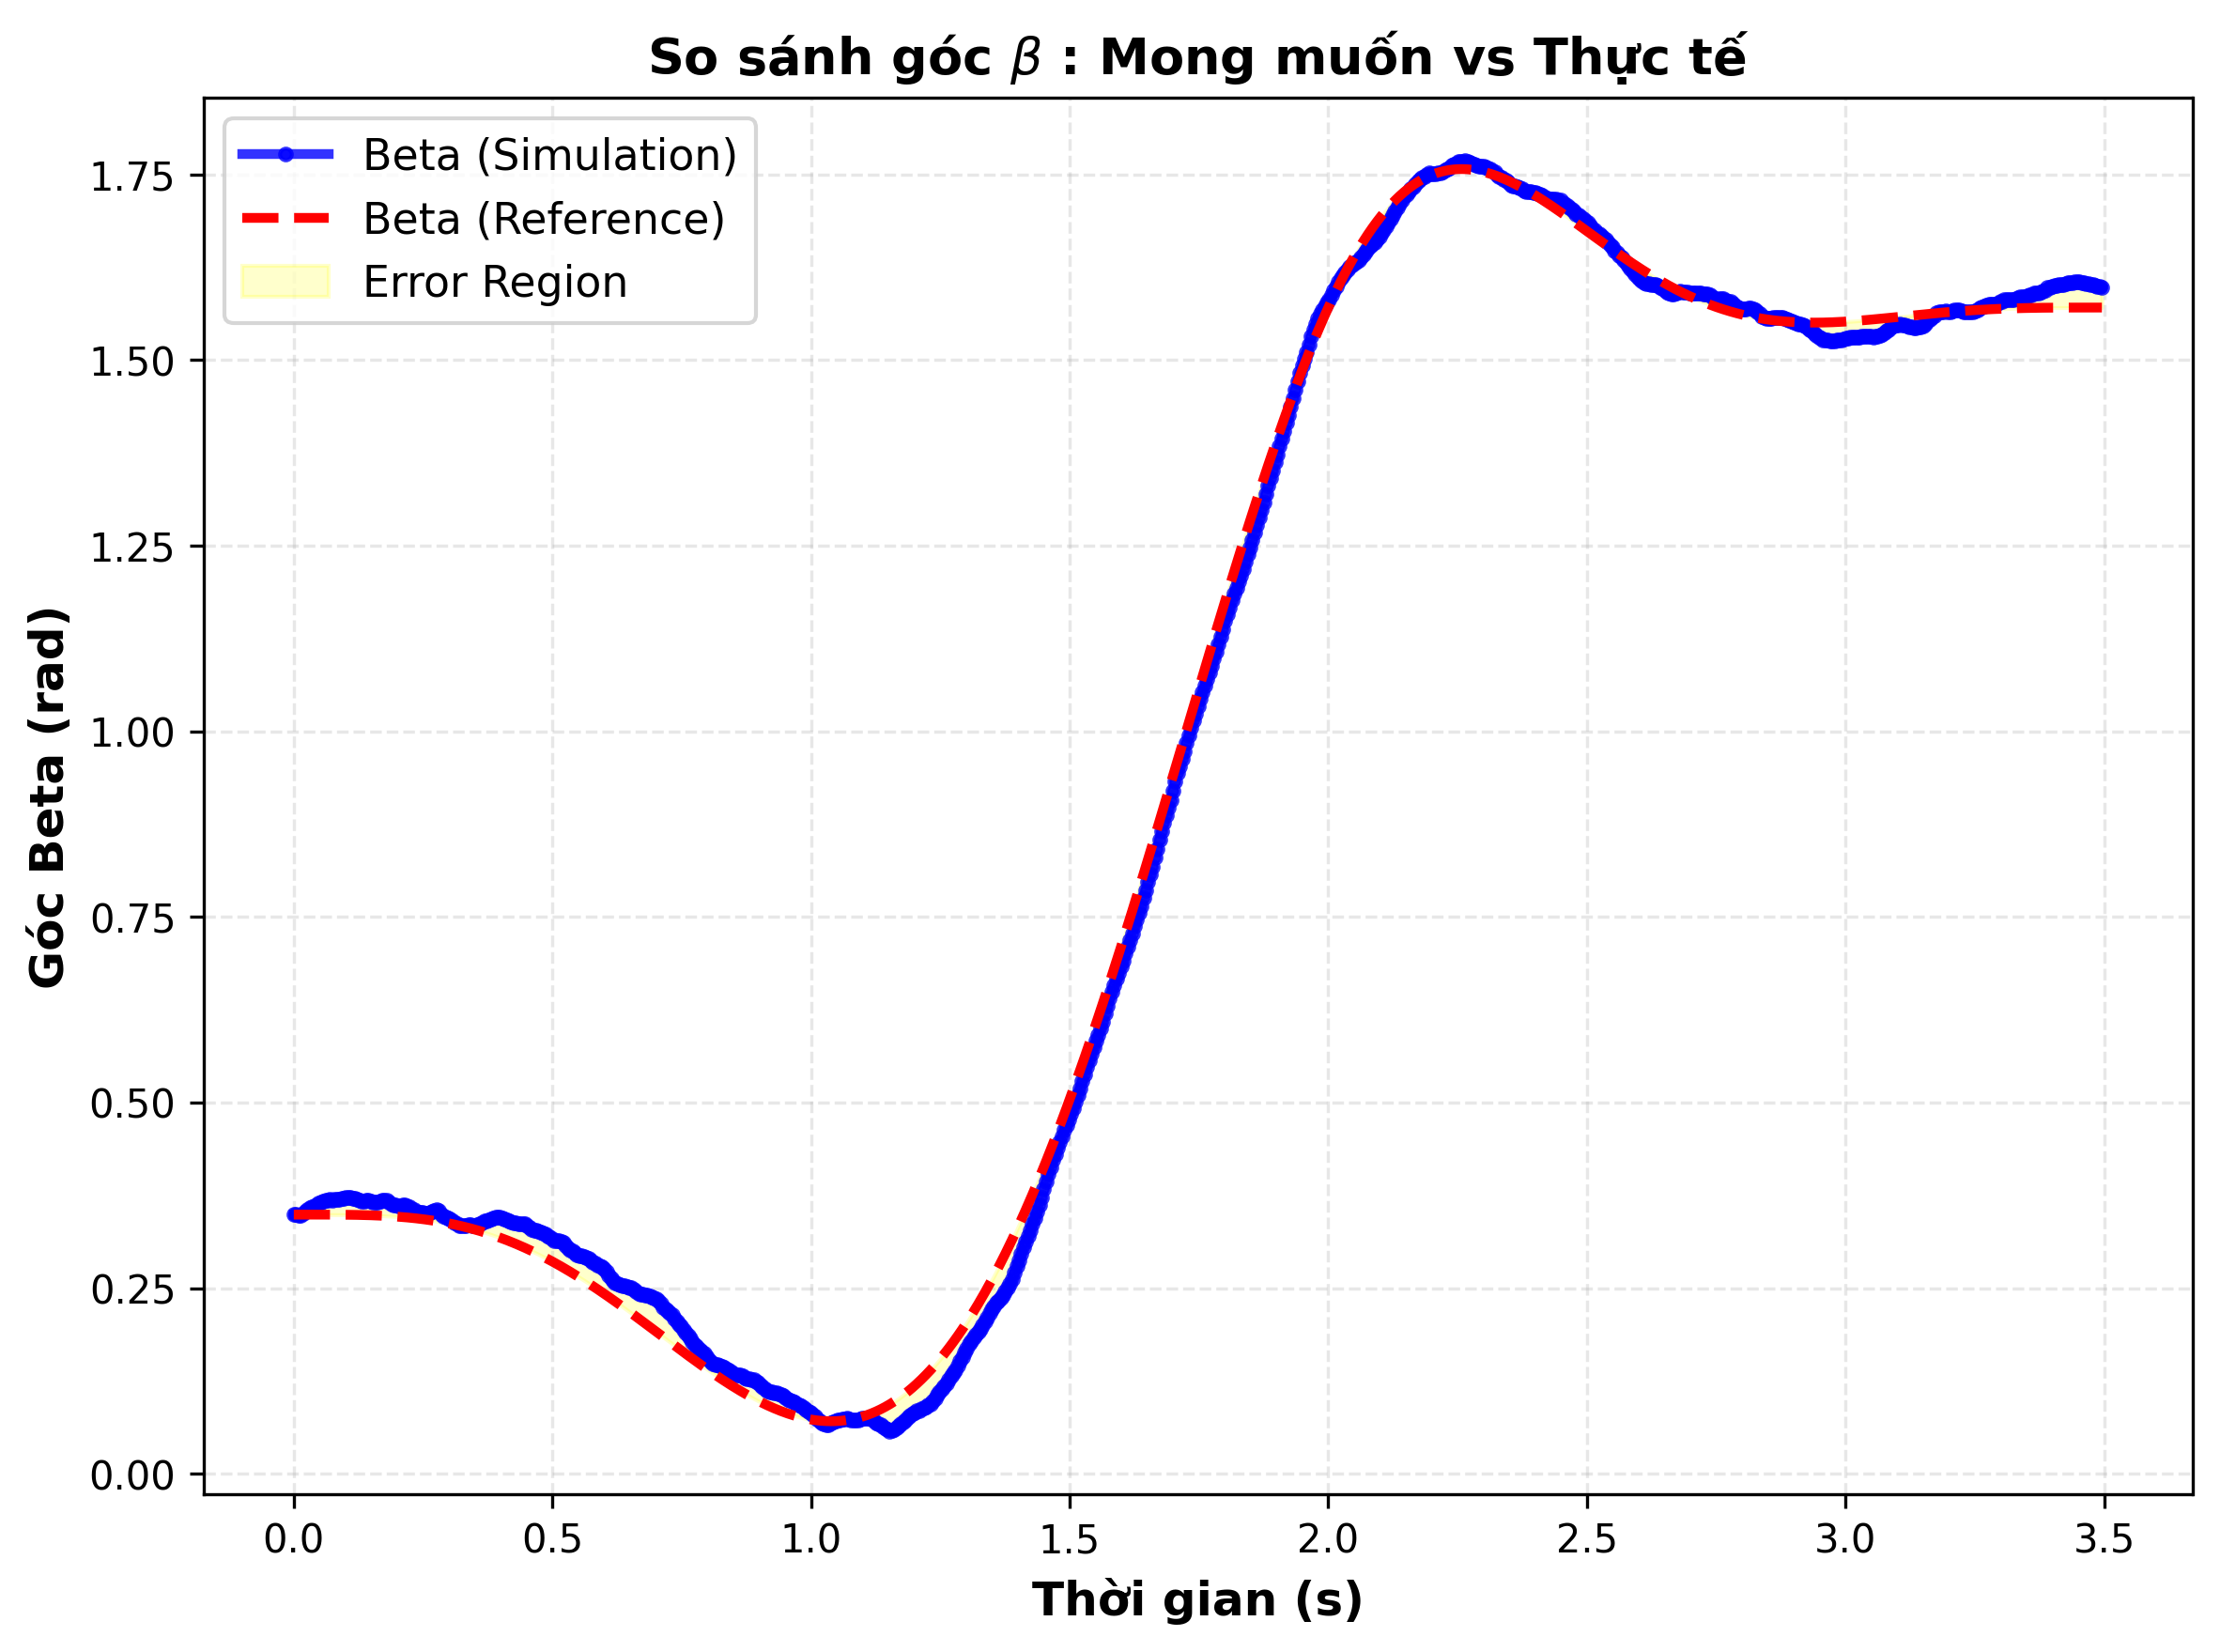 So sánh góc β : Mong muốn vs Thực tế
Beta (Simulation)
Beta (Reference)
Error Region
Góc Beta (rad)
1.75
1.50
1.25
1.00
0.75
0.50
0.25
0.00
0.0 0.5 1.0 1.5 2.0 2.5 3.0 3.5
Thời gian (s)